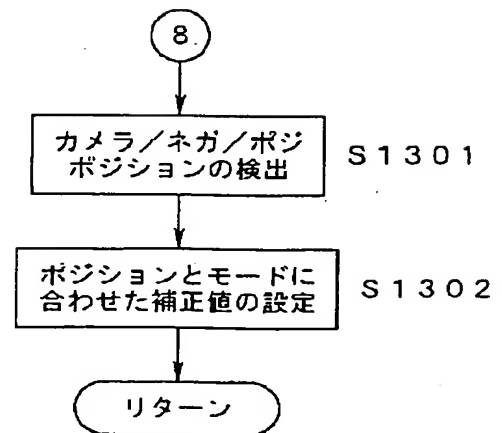 8
カメラ／ネガ／ポジ
ポジションの検出
S1301
ポジションとモードに
合わせた補正値の設定
S1302
リターン